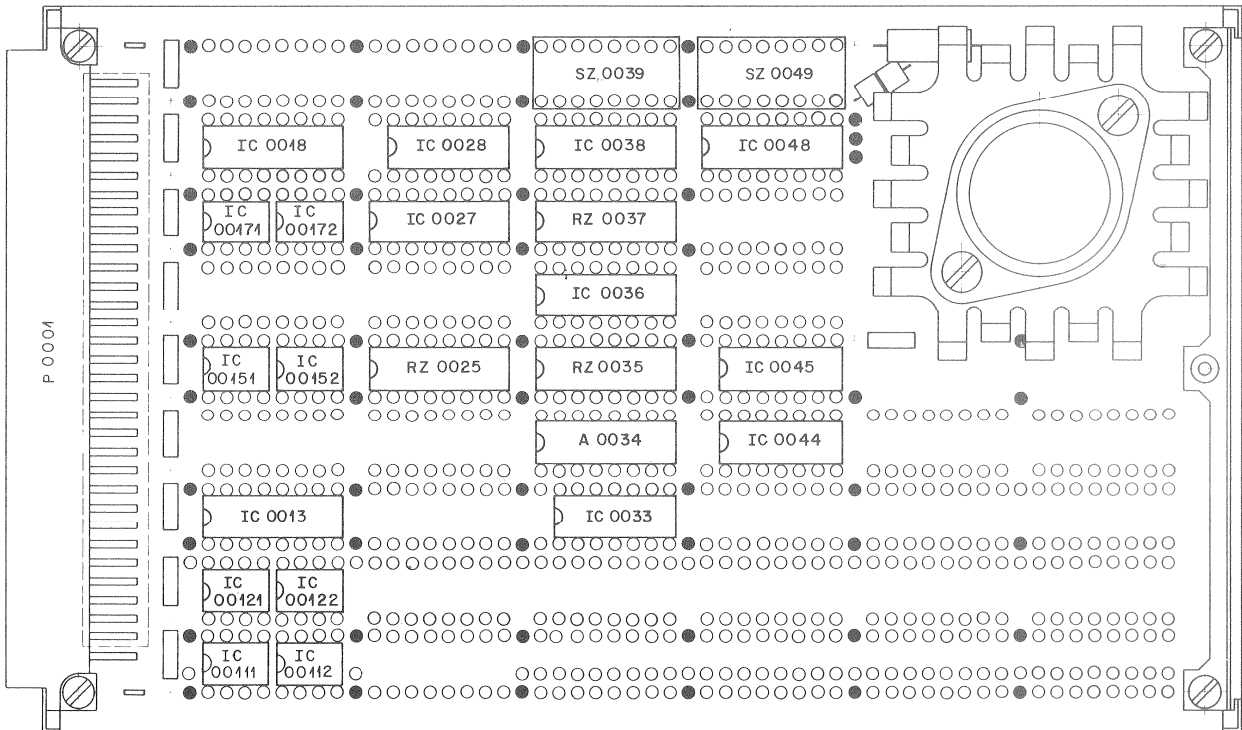 SZ 0039
SZ 0049
IC 0018
IC 0028
IC 0038
IC 0048
IC
00171
IC
00172
IC 0027
RZ 0037
IC 0036
P 0001
IC
00151
IC
00152
RZ 0025
RZ 0035
IC 0045
A 0034
IC 0044
IC 0013
IC 0033
IC
00121
IC
00122
IC
00111
IC
00112